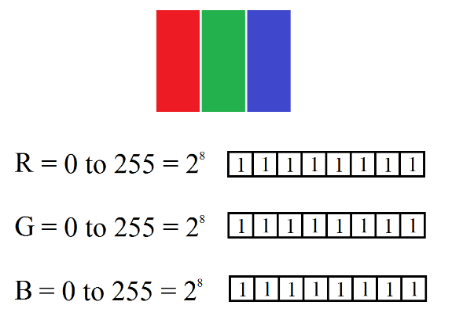 R = 0 to 255 = 2⁸ 1 1 1 1 1 1 1 1
G = 0 to 255 = 2⁸ 1 1 1 1 1 1 1 1
B = 0 to 255 = 2⁸ 1 1 1 1 1 1 1 1